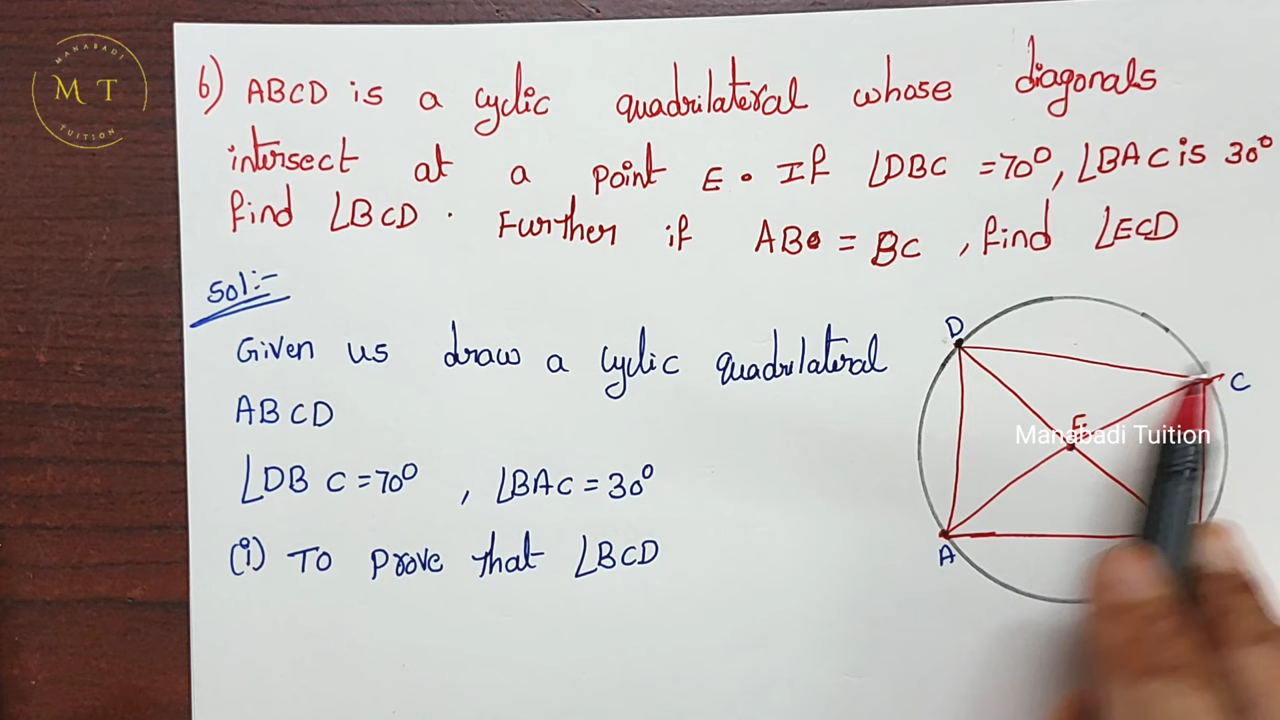 MANABADI
M T
TUITION
6) ABCD is a cyclic quadrilateral whose diagonals
intersect at a point E. If ∠DBC = 70°, ∠BAC is 30°
find ∠BCD. Further if AB = BC, find ∠ECD
Sol:-
Given us draw a cyclic quadrilateral
ABCD
∠DBC = 70°, ∠BAC = 30°
(i) To prove that ∠BCD
D
C
E
Manabadi Tuition
A